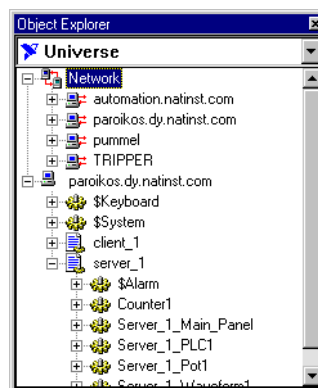 Object Explorer
Universe
Network
automation.natinst.com
paroikos.dy.natinst.com
pummel
TRIPPER
paroikos.dy.natinst.com
$Keyboard
$System
client_1
server_1
$Alarm
Counter1
Server_1_Main_Panel
Server_1_PLC1
Server_1_Pot1
Server_1_Waveform1